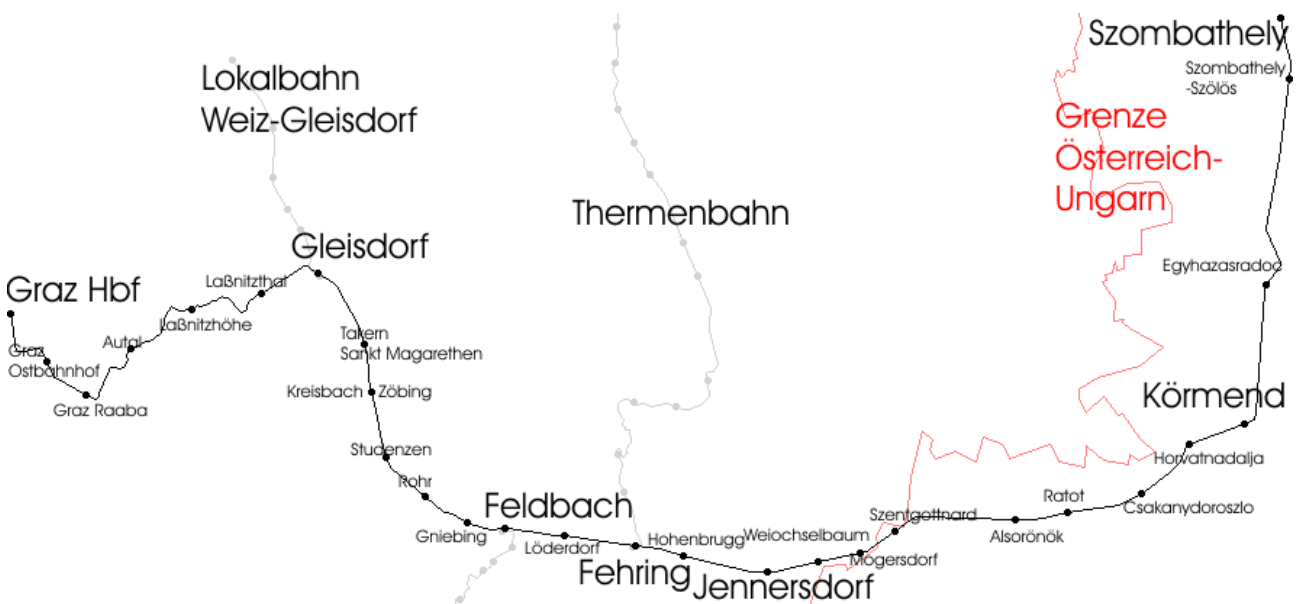 Szombathely
Szombathely
-Szölös
Lokalbahn
Weiz-Gleisdorf
Grenze
Österreich-
Ungarn
Thermenbahn
Gleisdorf
Egyhazasradoc
Laßnitzthal
Graz Hbf
Laßnitzhöhe
Takern
Sankt Magarethen
Autal
Graz
Ostbahnhof
Kreisbach
Zöbing
Körmend
Graz Raaba
Studenzen
Horvatnadalja
Rohr
Feldbach
Ratot
Csakanydoroszlo
Szentgotthard
Gniebing
Löderdorf
Hohenbrugg
Weiochselbaum
Alsorönök
Mogersdorf
Fehring
Jennersdorf